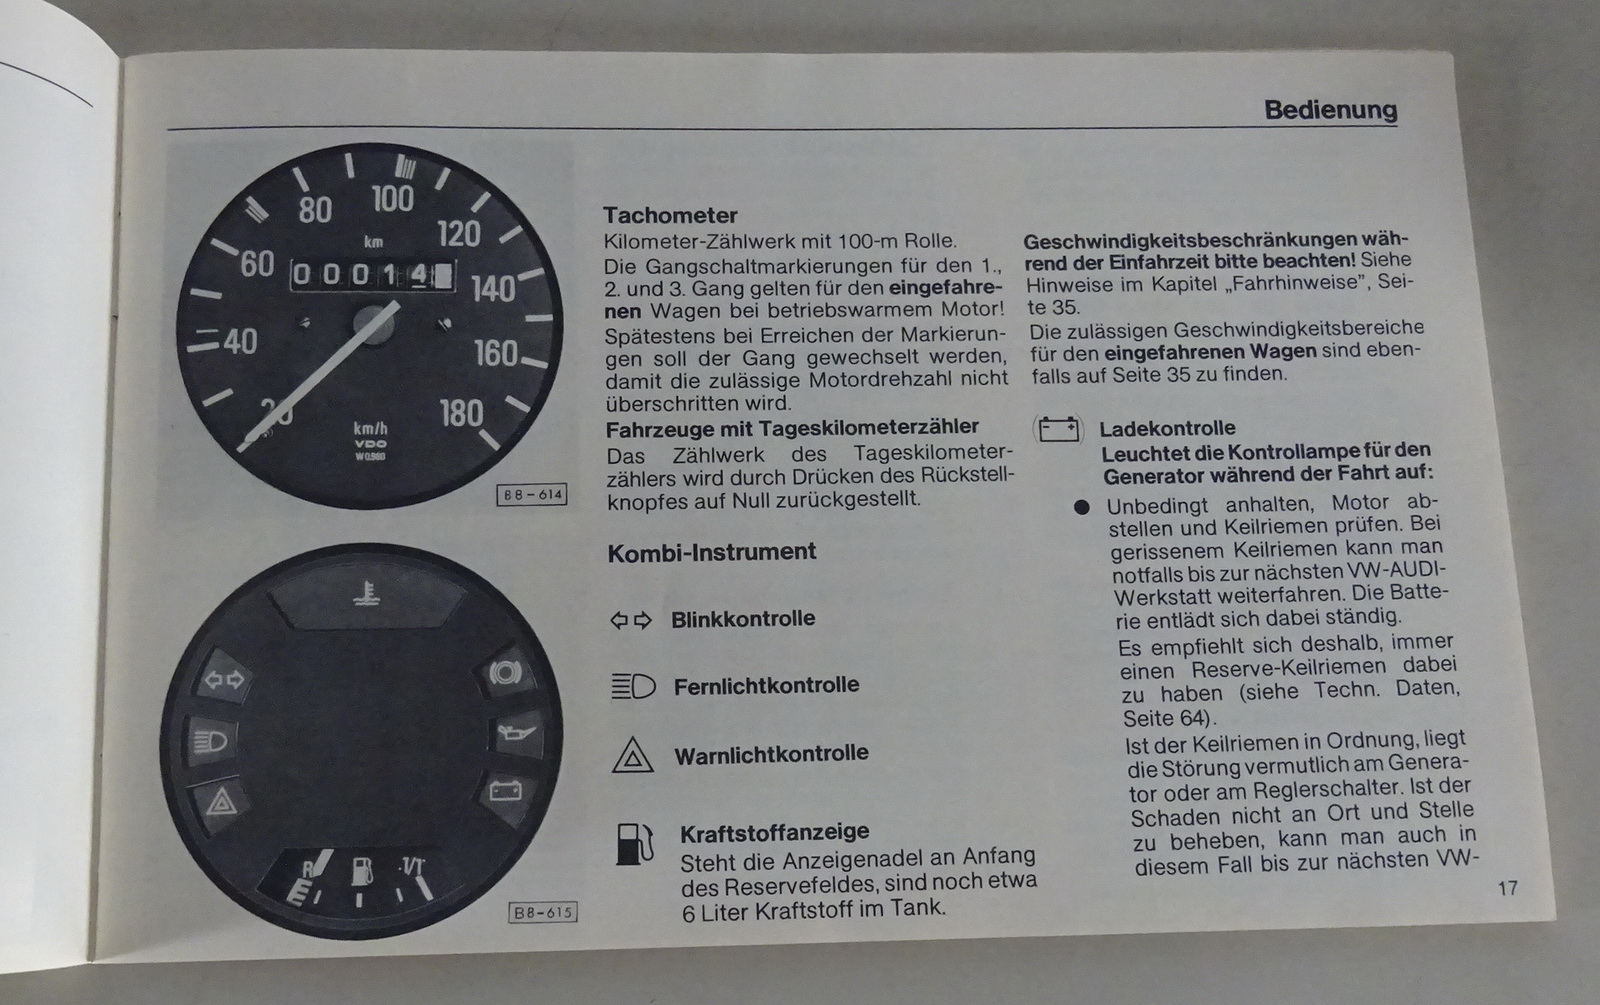 Bedienung
80
100
60
km
120
00014
140
40
160
20
180
km/h
VDO
W 0.980
B8-614
R
E
1/1
B8-615
Tachometer
Kilometer-Zählwerk mit 100-m Rolle.
Die Gangschaltmarkierungen für den 1.,
2. und 3. Gang gelten für den eingefahre-
nen Wagen bei betriebswarmem Motor!
Spätestens bei Erreichen der Markierun-
gen soll der Gang gewechselt werden,
damit die zulässige Motordrehzahl nicht
überschritten wird.
Fahrzeuge mit Tageskilometerzähler
Das Zählwerk des Tageskilometer-
zählers wird durch Drücken des Rückstell-
knopfes auf Null zurückgestellt.
Kombi-Instrument
Blinkkontrolle
Fernlichtkontrolle
Warnlichtkontrolle
Kraftstoffanzeige
Steht die Anzeigenadel an Anfang
des Reservefeldes, sind noch etwa
6 Liter Kraftstoff im Tank.
Geschwindigkeitsbeschränkungen wäh-
rend der Einfahrzeit bitte beachten! Siehe
Hinweise im Kapitel „Fahrhinweise”, Sei-
te 35.
Die zulässigen Geschwindigkeitsbereiche
für den eingefahrenen Wagen sind eben-
falls auf Seite 35 zu finden.
Ladekontrolle
Leuchtet die Kontrollampe für den
Generator während der Fahrt auf:
● Unbedingt anhalten, Motor ab-
stellen und Keilriemen prüfen. Bei
gerissenem Keilriemen kann man
notfalls bis zur nächsten VW-AUDI-
Werkstatt weiterfahren. Die Batte-
rie entlädt sich dabei ständig.
Es empfiehlt sich deshalb, immer
einen Reserve-Keilriemen dabei
zu haben (siehe Techn. Daten,
Seite 64).
Ist der Keilriemen in Ordnung, liegt
die Störung vermutlich am Genera-
tor oder am Reglerschalter. Ist der
Schaden nicht an Ort und Stelle
zu beheben, kann man auch in
diesem Fall bis zur nächsten VW-
17